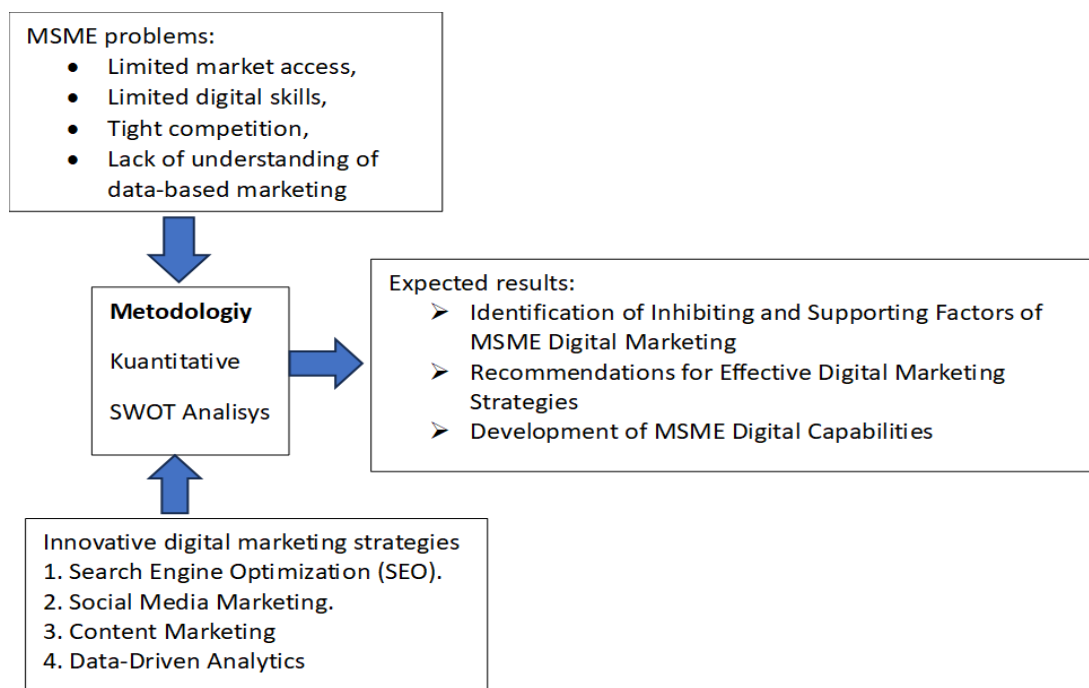 MSME problems:
• Limited market access,
• Limited digital skills,
• Tight competition,
• Lack of understanding of
data-based marketing
Metodologiy
Kuantitative
SWOT Analisys
Expected results:
➢ Identification of Inhibiting and Supporting Factors of
MSME Digital Marketing
➢ Recommendations for Effective Digital Marketing
Strategies
➢ Development of MSME Digital Capabilities
Innovative digital marketing strategies
1. Search Engine Optimization (SEO).
2. Social Media Marketing.
3. Content Marketing
4. Data-Driven Analytics